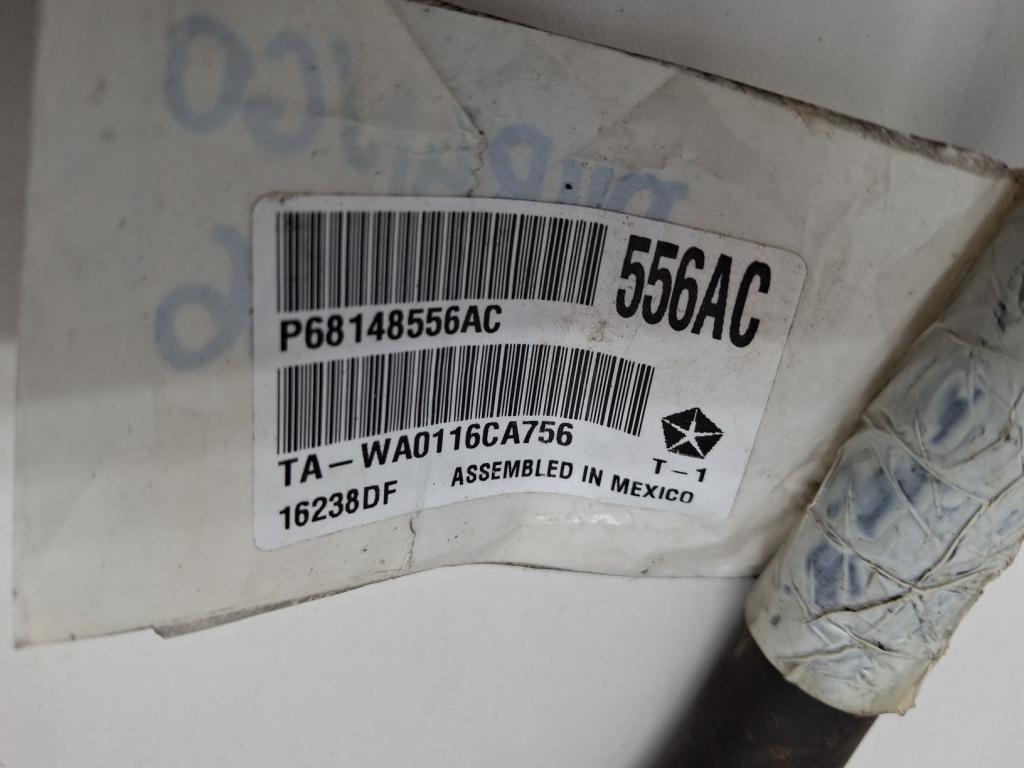 556AC
P68148556AC
TA-WA0116CA756
T-1
16238DF ASSEMBLED IN MEXICO